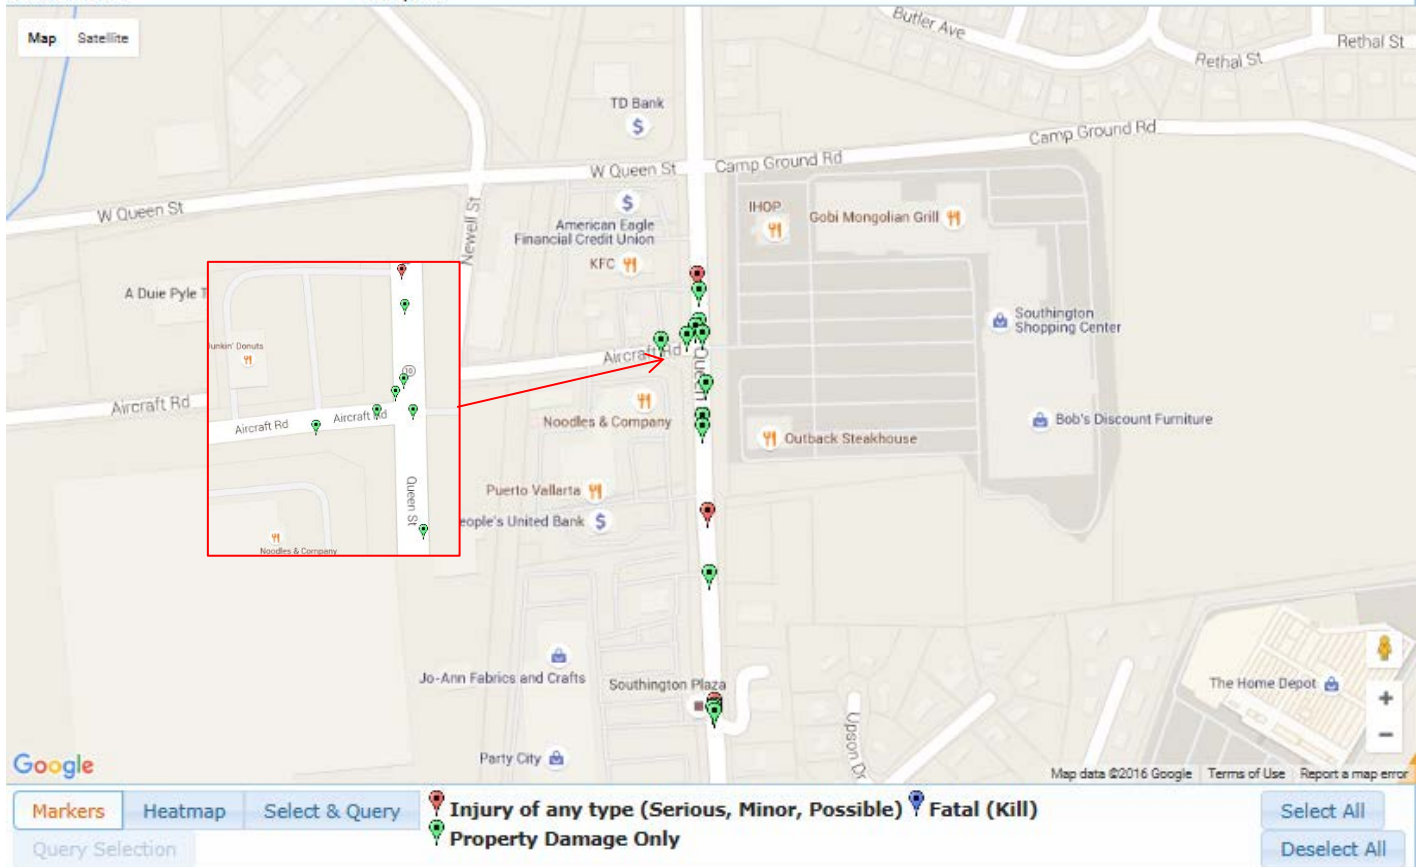 Map Satellite
Butler Ave
Rethal St
Rethal St
TD Bank
Camp Ground Rd
W Queen St
Camp Ground Rd
W Queen St
Newell St
American Eagle
Financial Credit Union
IHOP
Gobi Mongolian Grill
KFC
A Duie Pyle
Southington
Shopping Center
unkin' Donuts
10
Aircraft Rd
Queen
Aircraft Rd
Aircraft Rd
Aircraft Rd
Noodles & Company
Outback Steakhouse
Bob's Discount Furniture
Queen St
Puerto Vallarta
eople's United Bank
Noodles & Company
Jo-Ann Fabrics and Crafts
Southington Plaza
The Home Depot
Upson Dr
Party City
Google
Map data ©2016 Google Terms of Use Report a map error
Markers Heatmap Select & Query
Injury of any type (Serious, Minor, Possible) Fatal (Kill)
Property Damage Only
Select All
Query Selection
Deselect All